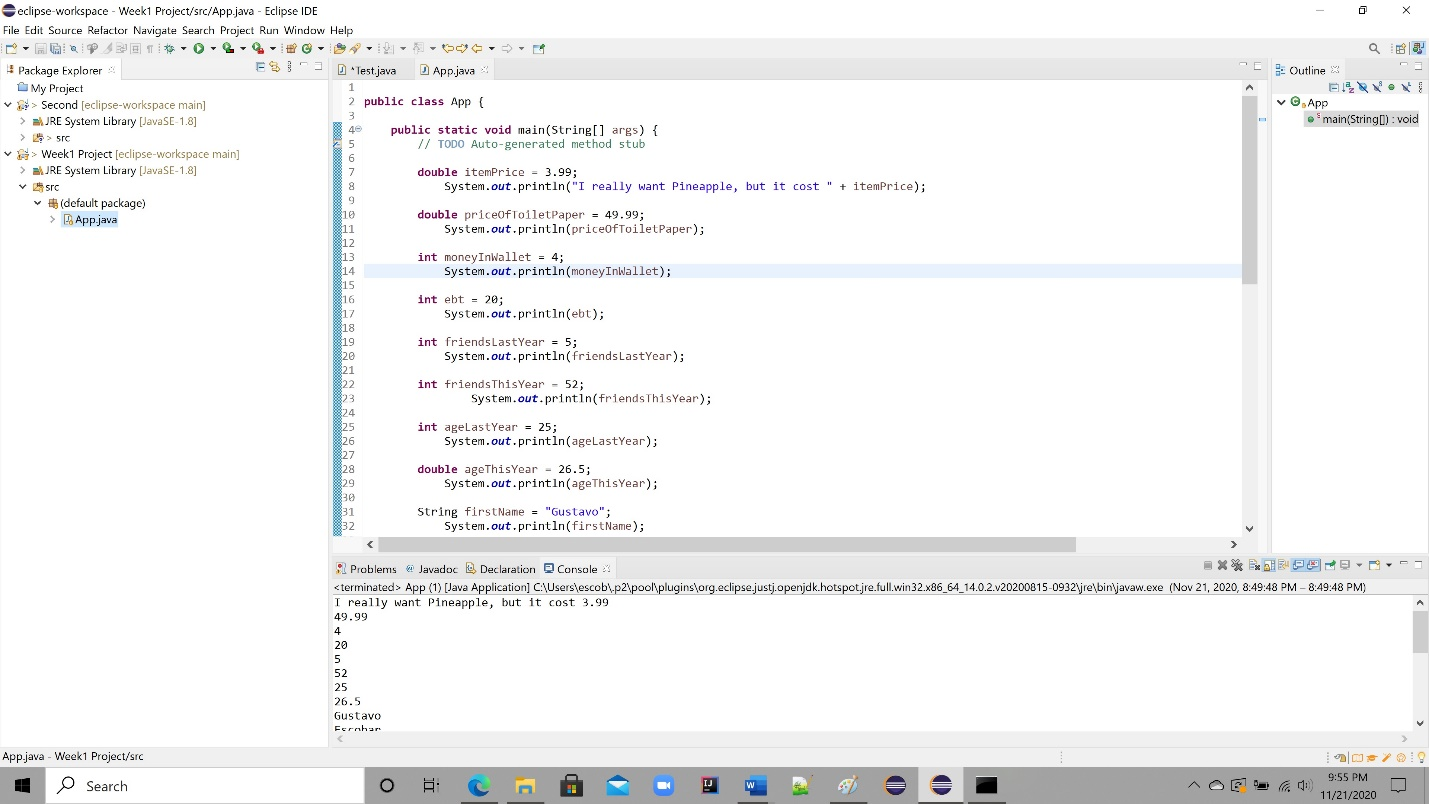 eclipse-workspace - Week1 Project/src/App.java - Eclipse IDE
File Edit Source Refactor Navigate Search Project Run Window Help
Package Explorer
My Project
> Second [eclipse-workspace main]
JRE System Library [JavaSE-1.8]
> src
> Week1 Project [eclipse-workspace main]
JRE System Library [JavaSE-1.8]
src
(default package)
App.java
*Test.java App.java
1
2 public class App {
3
4 public static void main(String[] args) {
5 // TODO Auto-generated method stub
6
7 double itemPrice = 3.99;
8 System.out.println("I really want Pineapple, but it cost " + itemPrice);
9
10 double priceOfToiletPaper = 49.99;
11 System.out.println(priceOfToiletPaper);
12
13 int moneyInWallet = 4;
14 System.out.println(moneyInWallet);
15
16 int ebt = 20;
17 System.out.println(ebt);
18
19 int friendsLastYear = 5;
20 System.out.println(friendsLastYear);
21
22 int friendsThisYear = 52;
23 System.out.println(friendsThisYear);
24
25 int ageLastYear = 25;
26 System.out.println(ageLastYear);
27
28 double ageThisYear = 26.5;
29 System.out.println(ageThisYear);
30
31 String firstName = "Gustavo";
32 System.out.println(firstName);
Outline
App
main(String[]) : void
Problems @ Javadoc Declaration Console
<terminated> App (1) [Java Application] C:\Users\escob\.p2\pool\plugins\org.eclipse.justj.openjdk.hotspot.jre.full.win32.x86_64_14.0.2.v20200815-0932\jre\bin\javaw.exe (Nov 21, 2020, 8:49:48 PM – 8:49:48 PM)
I really want Pineapple, but it cost 3.99
49.99
4
20
5
52
25
26.5
Gustavo
Escobar
App.java - Week1 Project/src
Search
9:55 PM
11/21/2020